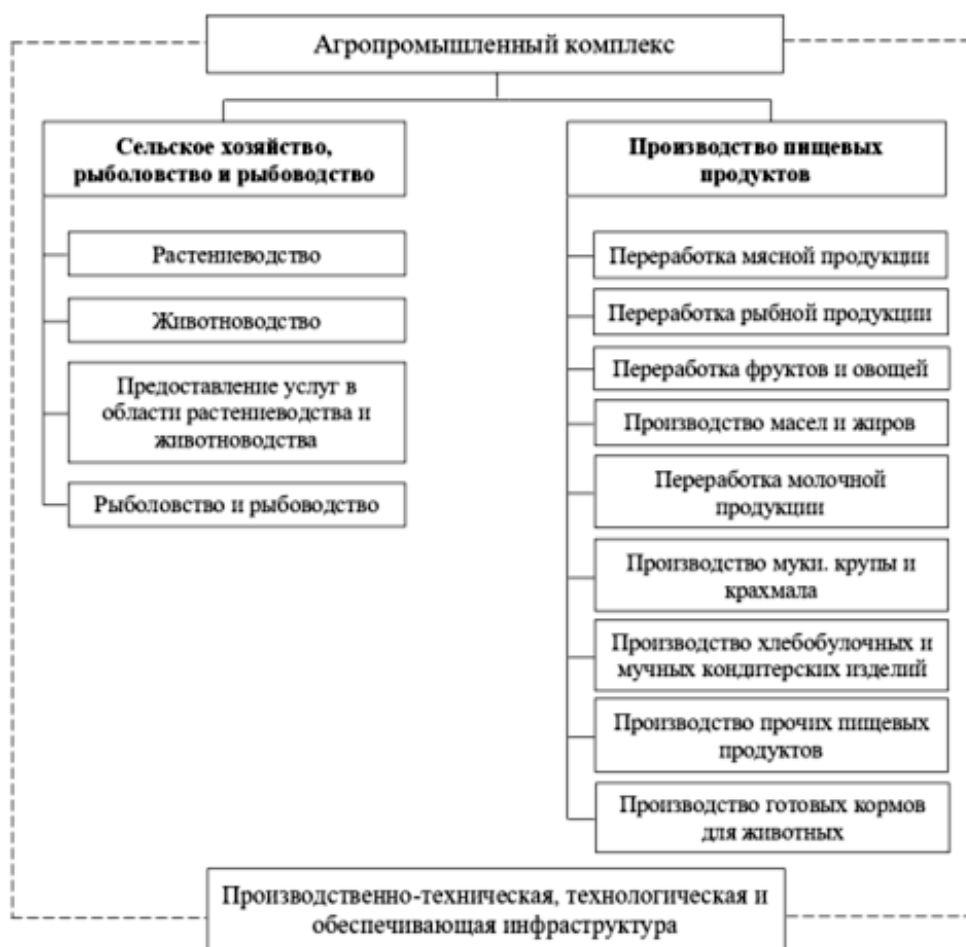 Агропромышленный комплекс
Сельское хозяйство,
рыболовство и рыбоводство
Растениеводство
Животноводство
Предоставление услуг в
области растениеводства и
животноводства
Рыболовство и рыбоводство
Производство пищевых
продуктов
Переработка мясной продукции
Переработка рыбной продукции
Переработка фруктов и овощей
Производство масел и жиров
Переработка молочной
продукции
Производство муки. крупы и
крахмала
Производство хлебобулочных и
мучных кондитерских изделий
Производство прочих пищевых
продуктов
Производство готовых кормов
для животных
Производственно-техническая, технологическая и
обеспечивающая инфраструктура